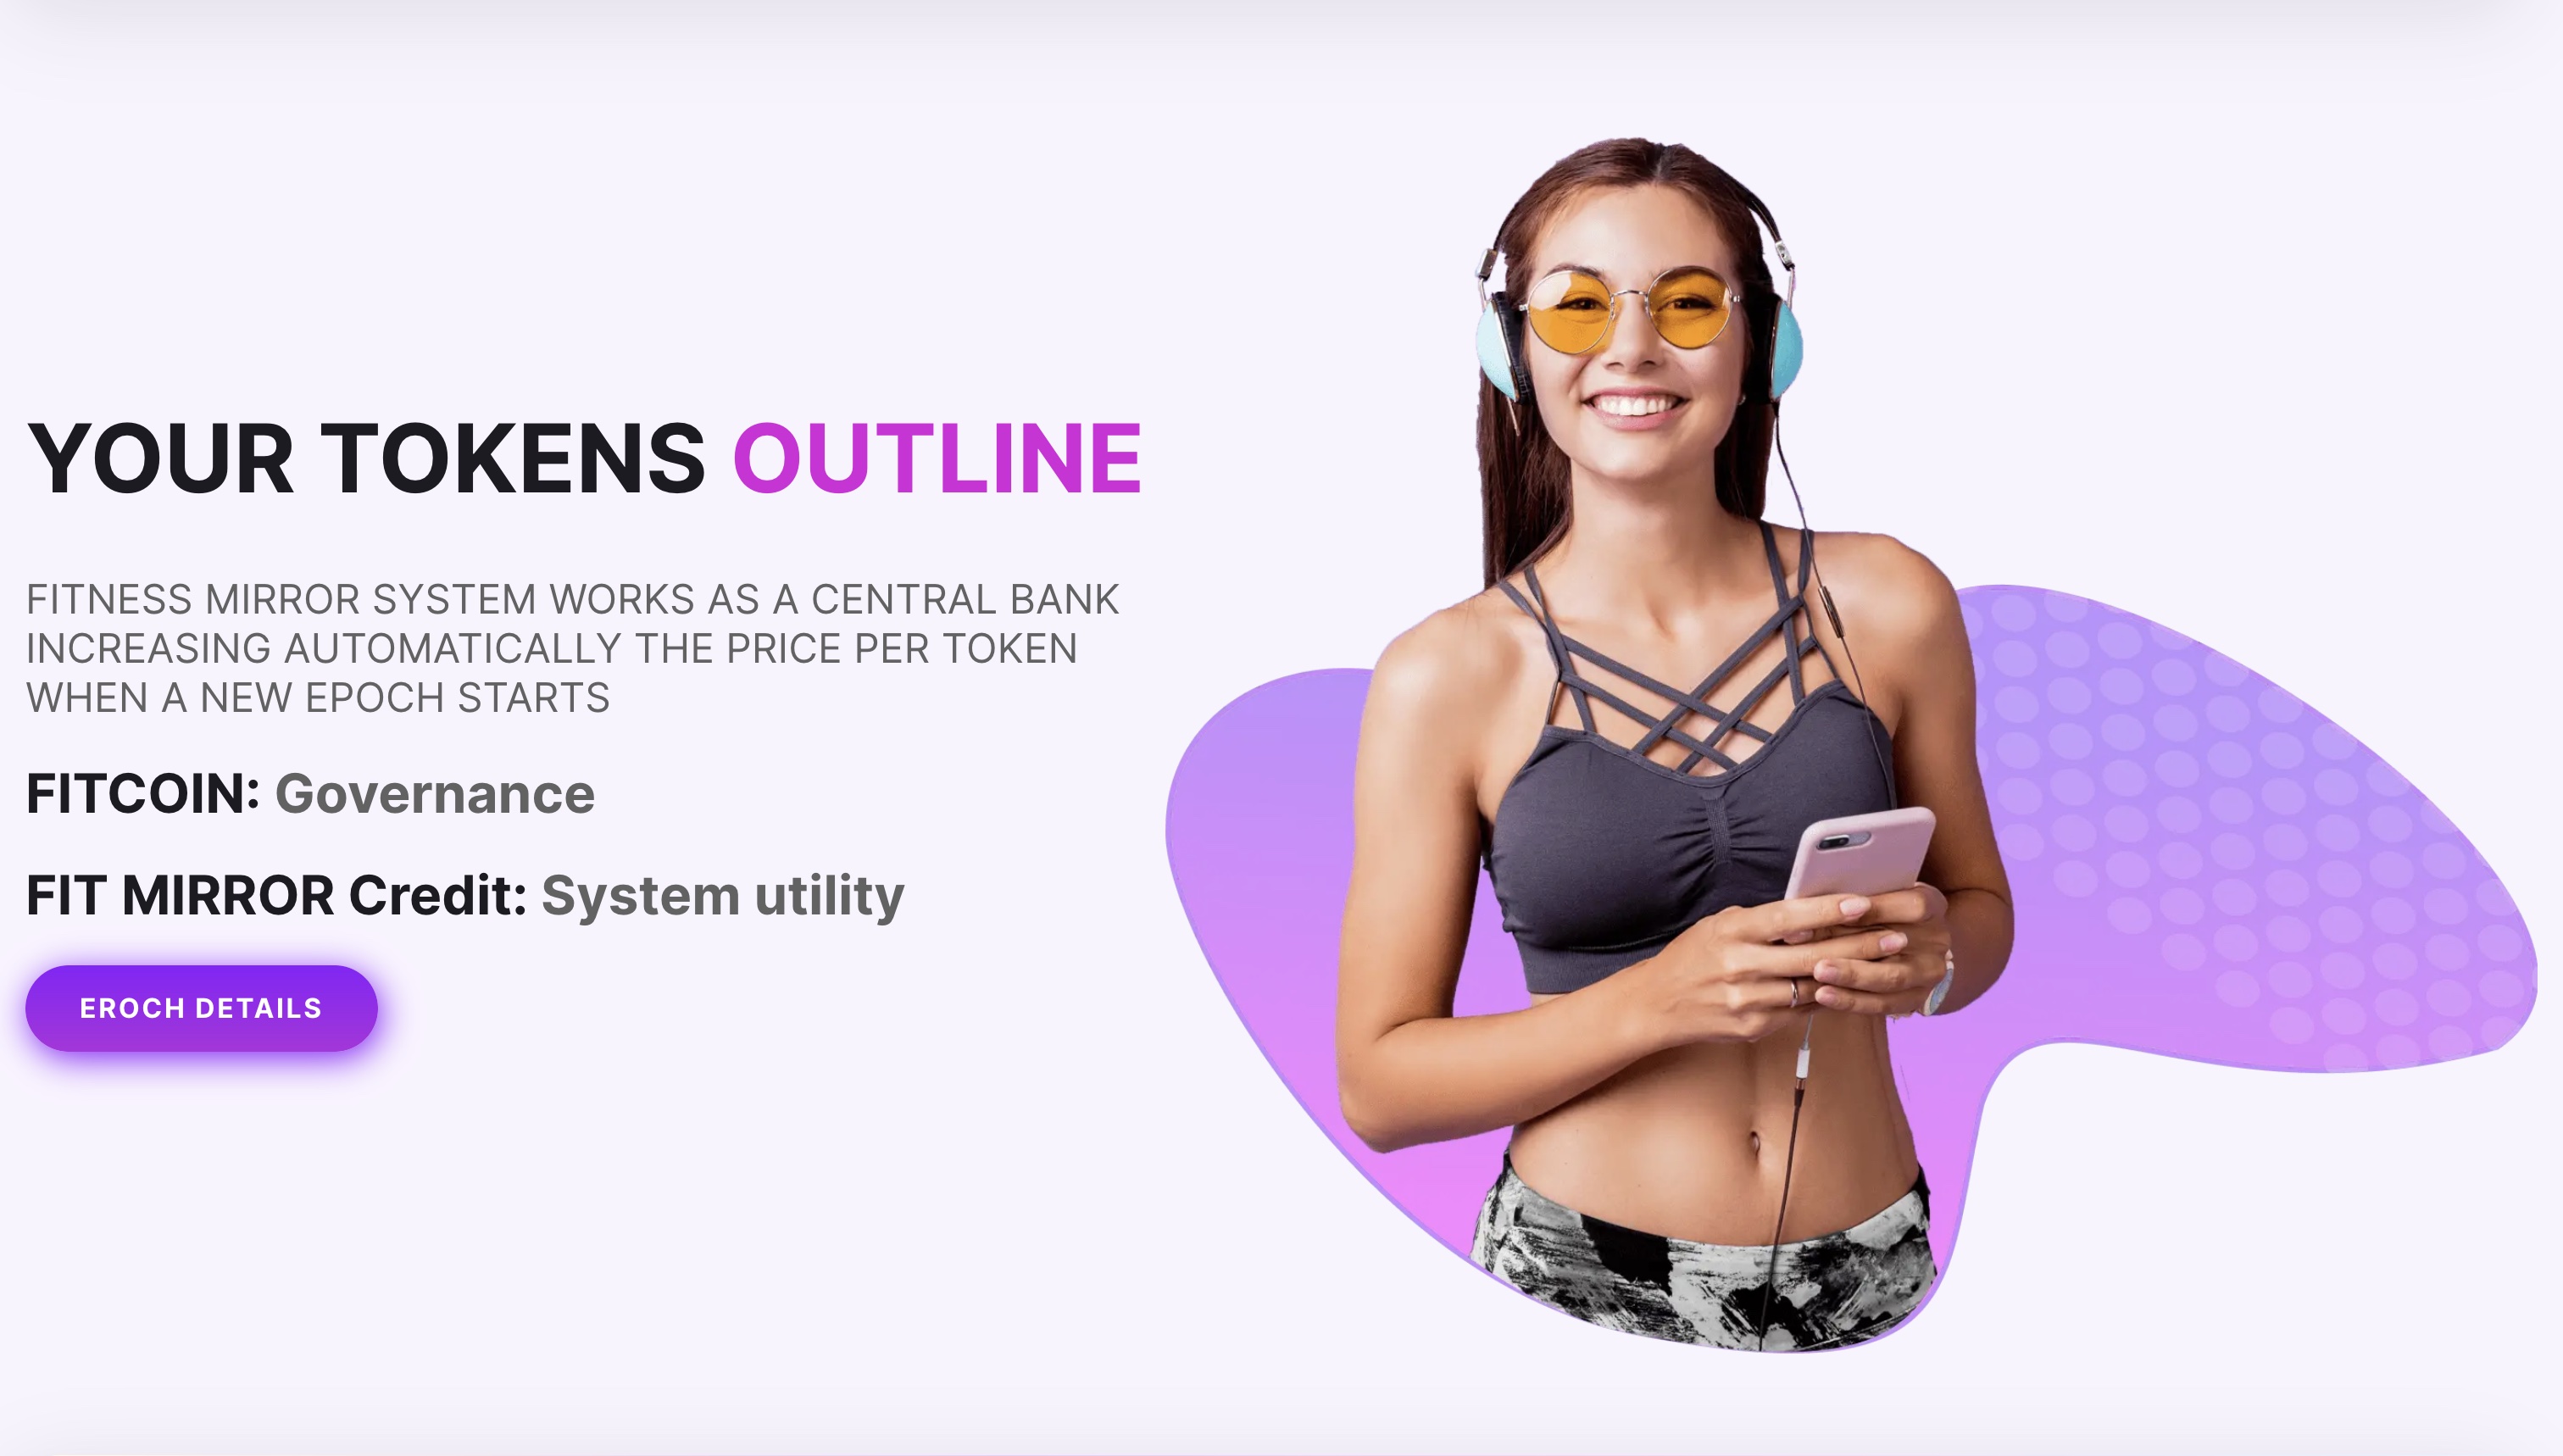 YOUR TOKENS OUTLINE
FITNESS MIRROR SYSTEM WORKS AS A CENTRAL BANK
INCREASING AUTOMATICALLY THE PRICE PER TOKEN
WHEN A NEW EPOCH STARTS
FITCOIN: Governance
FIT MIRROR Credit: System utility
EROCH DETAILS